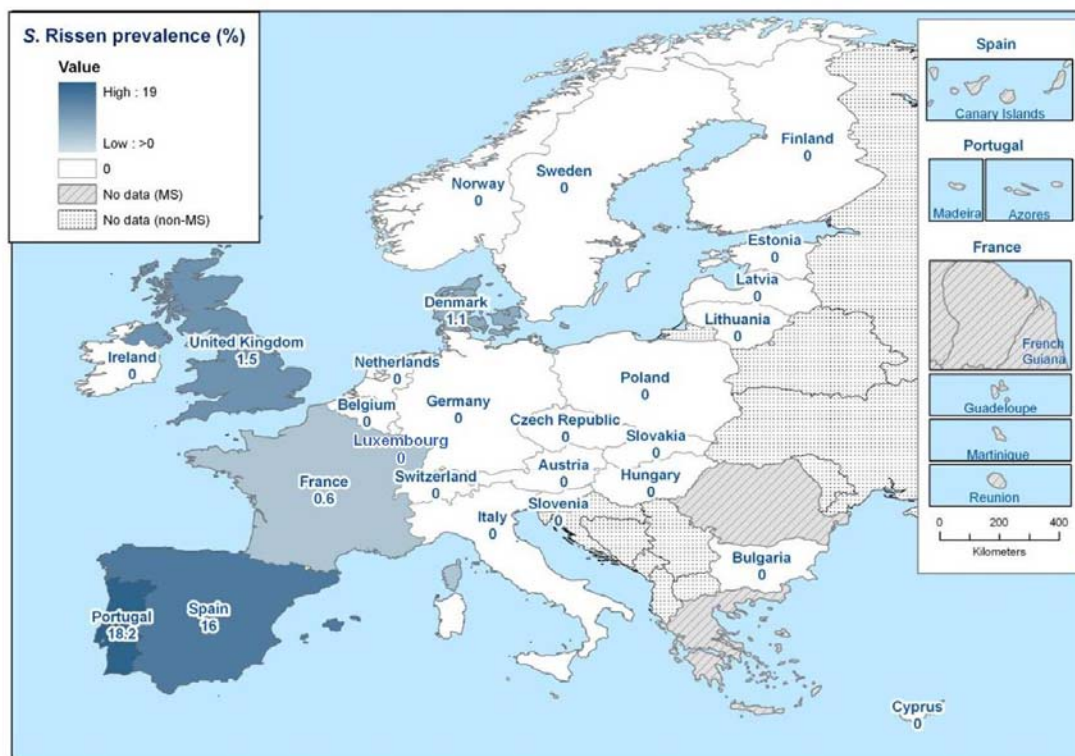 S. Rissen prevalence (%)
Value
High : 19
Low : >0
0
No data (MS)
No data (non-MS)
Spain
Canary Islands
Portugal
Madeira
Azores
France
French
Guiana
Guadeloupe
Martinique
Reunion
0 200 400
Kilometers
Finland
0
Norway
0
Sweden
0
Estonia
0
Latvia
0
Lithuania
0
Denmark
1.1
United Kingdom
1.5
Ireland
0
Netherlands
0
Belgium
0
Germany
0
Poland
0
Luxembourg
0
Czech Republic
0
Slovakia
0
France
0.6
Switzerland
0
Austria
0
Hungary
0
Slovenia
0
Italy
0
Bulgaria
0
Portugal
18.2
Spain
16
Cyprus
0